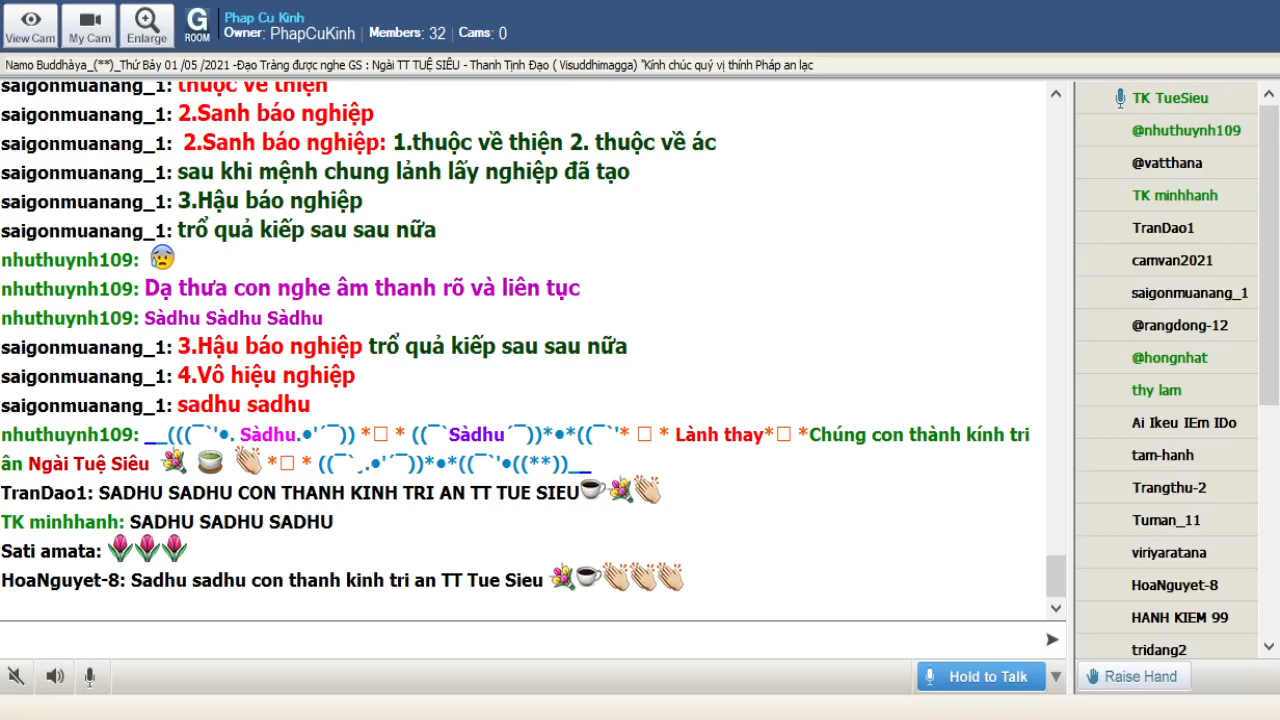 View Cam
My Cam
Enlarge
G
ROOM
Phap Cu Kinh
Owner: PhapCuKinh | Members: 32 | Cams: 0
Namo Buddhàya_(**)_Thứ Bảy 01 /05 /2021 -Đạo Tràng được nghe GS : Ngài TT TUỆ SIÊU - Thanh Tịnh Đạo ( Visuddhimagga) "Kính chúc quý vị thính Pháp an lạc
saigonmuanang_1: thuộc về thiện
saigonmuanang_1: 2.Sanh báo nghiệp
saigonmuanang_1: 2.Sanh báo nghiệp: 1.thuộc về thiện 2. thuộc về ác
saigonmuanang_1: sau khi mệnh chung lảnh lấy nghiệp đã tạo
saigonmuanang_1: 3.Hậu báo nghiệp
saigonmuanang_1: trổ quả kiếp sau sau nữa
nhuthuynh109: 😰
nhuthuynh109: Dạ thưa con nghe âm thanh rõ và liên tục
nhuthuynh109: Sàdhu Sàdhu Sàdhu
saigonmuanang_1: 3.Hậu báo nghiệp trổ quả kiếp sau sau nữa
saigonmuanang_1: 4.Vô hiệu nghiệp
saigonmuanang_1: sadhu sadhu
nhuthuynh109: __(((¯`'•. Sàdhu.•'´¯)) *□ * ((¯`Sàdhu´¯))*•*((¯`'* □ * Lành thay*□ *Chúng con thành kính tri
ân Ngài Tuệ Siêu 💐 🍵 👏 *□ * ((¯`¸.•'´¯))*•*((¯`'•((**))__
TranDao1: SADHU SADHU CON THANH KINH TRI AN TT TUE SIEU☕💐👏
TK minhhanh: SADHU SADHU SADHU
Sati amata: 🌷🌷🌷
HoaNguyet-8: Sadhu sadhu con thanh kinh tri an TT Tue Sieu 💐☕👏👏👏
Hold to Talk
TK TueSieu
@nhuthuynh109
@vatthana
TK minhhanh
TranDao1
camvan2021
saigonmuanang_1
@rangdong-12
@hongnhat
thy lam
Ai Ikeu IEm IDo
tam-hanh
Trangthu-2
Tuman_11
viriyaratana
HoaNguyet-8
HANH KIEM 99
tridang2
Raise Hand